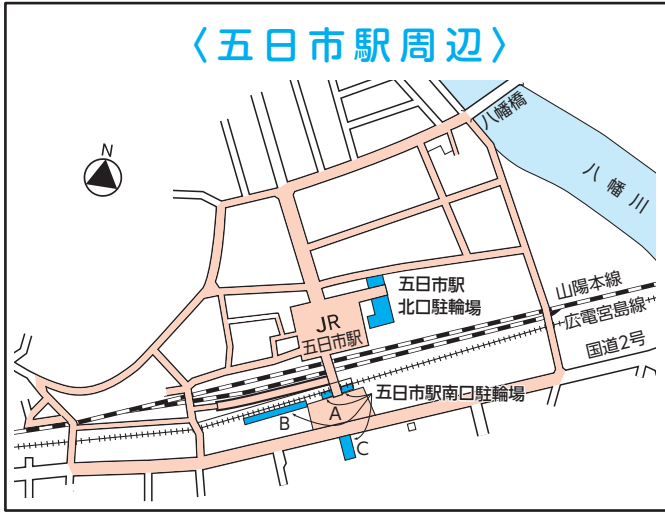 〈五日市駅周辺〉
N
八幡橋
八幡川
五日市駅
北口駐輪場
山陽本線
広電宮島線
国道2号
JR
五日市駅
五日市駅南口駐輪場
A
B
C